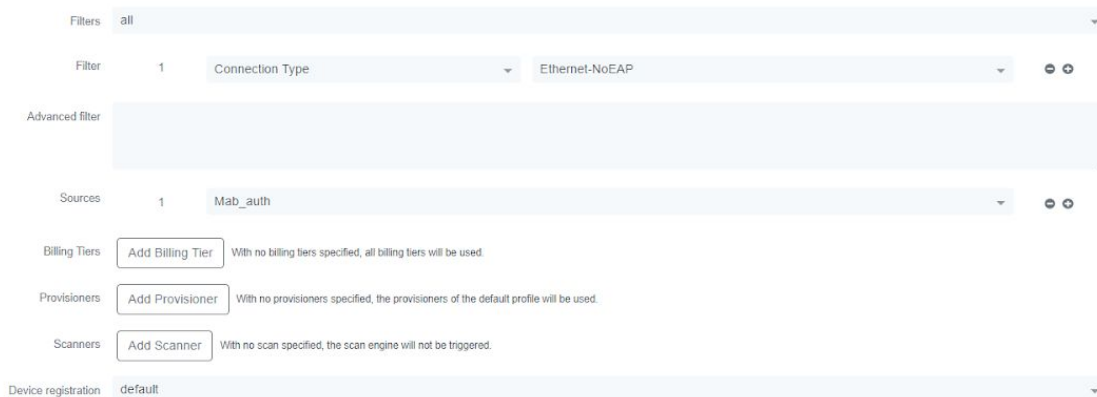 Filters all
Filter 1 Connection Type Ethernet-NoEAP
Advanced filter
Sources 1 Mab_auth
Billing Tiers Add Billing Tier With no billing tiers specified, all billing tiers will be used.
Provisioners Add Provisioner With no provisioners specified, the provisioners of the default profile will be used.
Scanners Add Scanner With no scan specified, the scan engine will not be triggered.
Device registration default